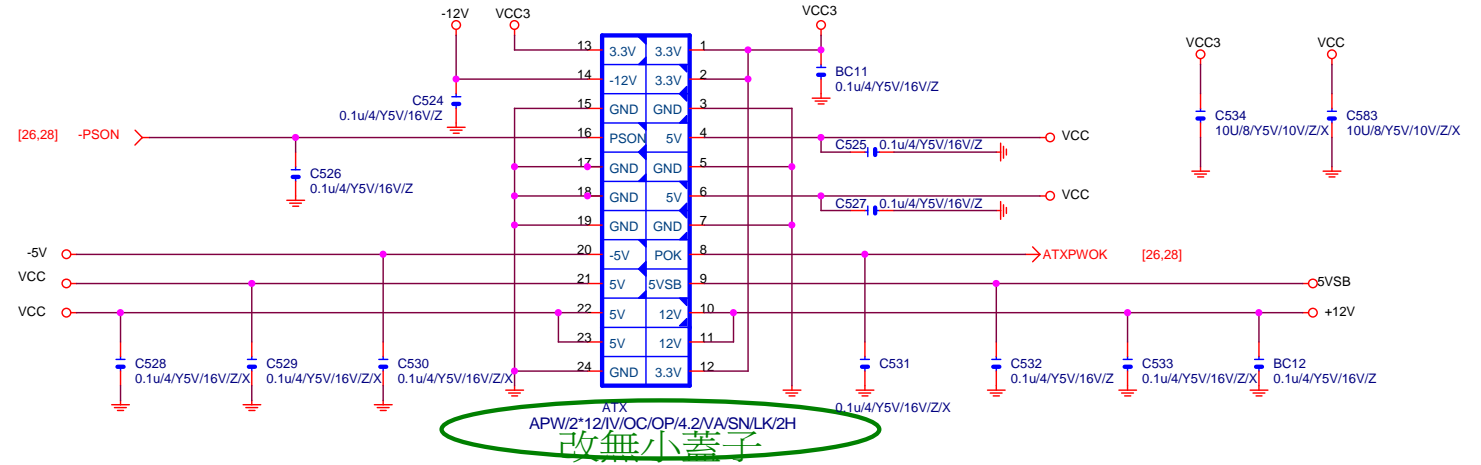 -12V
VCC3
VCC3
VCC3
VCC
13 3.3V 3.3V 1
14 -12V 3.3V 2
15 GND GND 3
16 PSON 5V 4
17 GND GND 5
18 GND 5V 6
19 GND GND 7
20 -5V POK 8
21 5V 5VSB 9
22 5V 12V 10
23 5V 12V 11
24 GND 3.3V 12
C524
0.1u/4/Y5V/16V/Z
BC11
0.1u/4/Y5V/16V/Z
C534
10U/8/Y5V/10V/Z/X
C583
10U/8/Y5V/10V/Z/X
[26,28] -PSON
C526
0.1u/4/Y5V/16V/Z
C525 0.1u/4/Y5V/16V/Z
VCC
C527 0.1u/4/Y5V/16V/Z
VCC
-5V
VCC
VCC
ATXPWOK [26,28]
5VSB
+12V
C528
0.1u/4/Y5V/16V/Z/X
C529
0.1u/4/Y5V/16V/Z/X
C530
0.1u/4/Y5V/16V/Z/X
C531
0.1u/4/Y5V/16V/Z/X
C532
0.1u/4/Y5V/16V/Z
C533
0.1u/4/Y5V/16V/Z/X
BC12
0.1u/4/Y5V/16V/Z
ATX
APW/2*12/IV/OC/OP/4.2/VA/SN/LK/2H
改無小蓋子